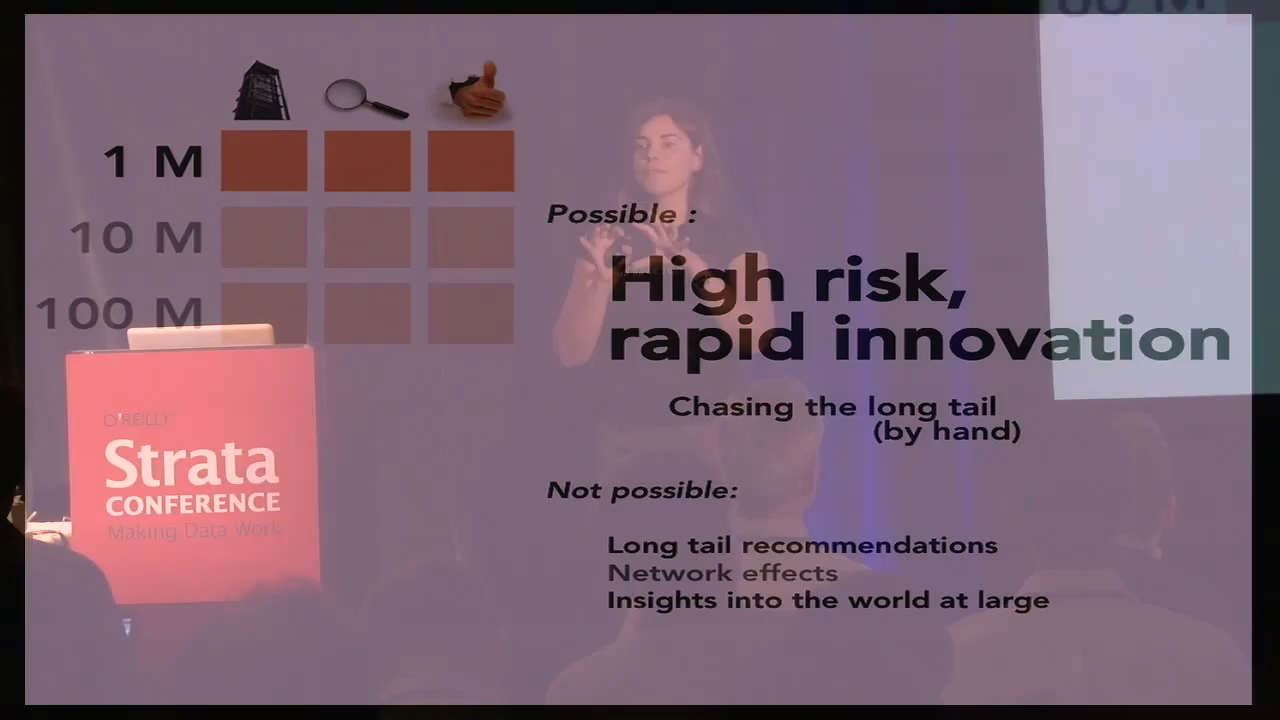 1 M
10 M
100 M
Possible :
High risk,
rapid innovation
Chasing the long tail
(by hand)
Not possible:
Long tail recommendations
Network effects
Insights into the world at large
O'REILLY
Strata
CONFERENCE
Making Data Work